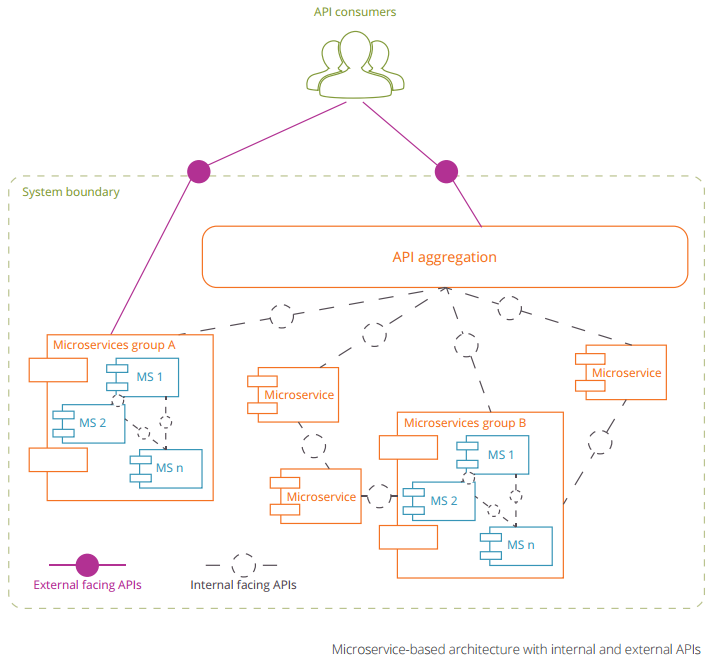 API consumers
System boundary
API aggregation
Microservices group A
MS 1
MS 2
MS n
Microservice
Microservice
Microservice
Microservices group B
MS 1
MS 2
MS n
External facing APIs
Internal facing APIs
Microservice-based architecture with internal and external APIs